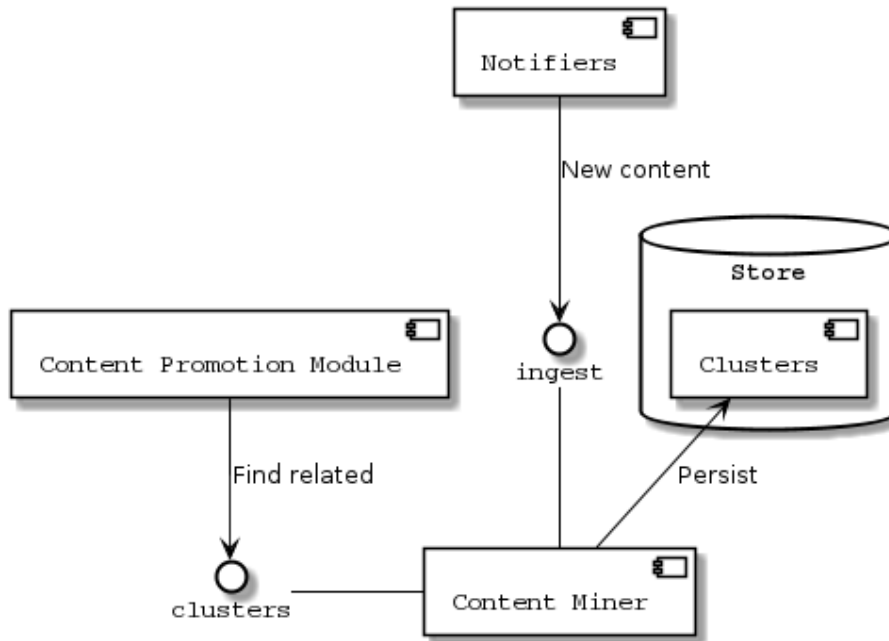 Notifiers
New content
Store
Content Promotion Module
ingest
Clusters
Find related
Persist
clusters
Content Miner